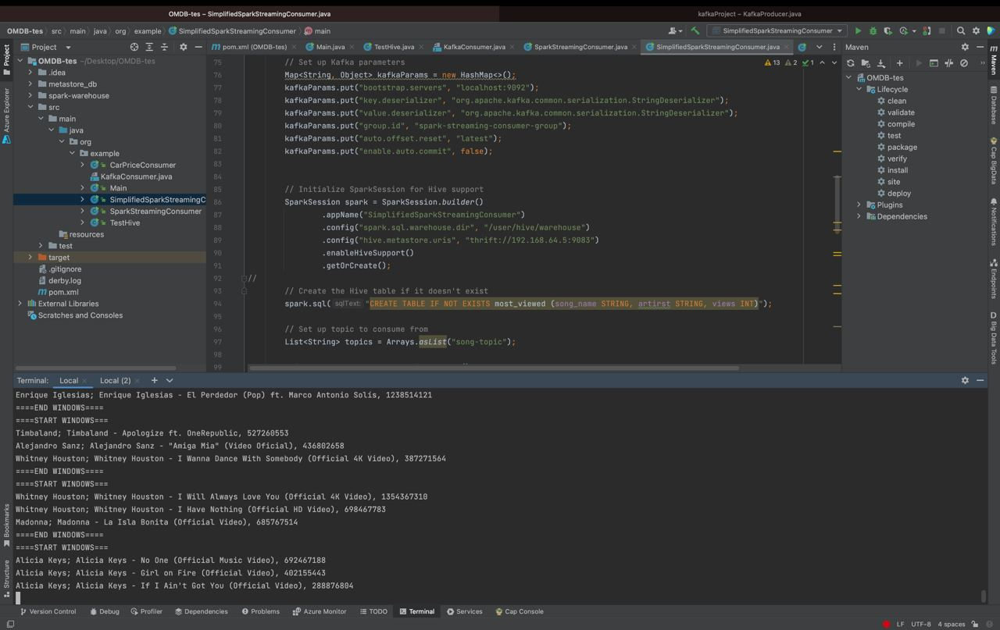 OMDB-tes – SimplifiedSparkStreamingConsumer.java
kafkaProject – KafkaProducer.java
OMDB-tes › src › main › java › org › example › SimplifiedSparkStreamingConsumer › main
SimplifiedSparkStreamingConsumer
Project
pom.xml (OMDB-tes)
Main.java
TestHive.java
KafkaConsumer.java
SparkStreamingConsumer.java
SimplifiedSparkStreamingConsumer.java
Maven
Project
Azure Explorer
Bookmarks
Structure
OMDB-tes ~/Desktop/OMDB-tes
.idea
metastore_db
spark-warehouse
src
main
java
org
example
CarPriceConsumer
KafkaConsumer.java
Main
SimplifiedSparkStreamingC
SparkStreamingConsumer
TestHive
resources
test
target
.gitignore
derby.log
pom.xml
External Libraries
Scratches and Consoles
13 2 1
75 // Set up Kafka parameters
76 Map<String, Object> kafkaParams = new HashMap<>();
77 kafkaParams.put("bootstrap.servers", "localhost:9092");
78 kafkaParams.put("key.deserializer", "org.apache.kafka.common.serialization.StringDeserializer");
79 kafkaParams.put("value.deserializer", "org.apache.kafka.common.serialization.StringDeserializer");
80 kafkaParams.put("group.id", "spark-streaming-consumer-group");
81 kafkaParams.put("auto.offset.reset", "latest");
82 kafkaParams.put("enable.auto.commit", false);
83
84
85 // Initialize SparkSession for Hive support
86 SparkSession spark = SparkSession.builder()
87 .appName("SimplifiedSparkStreamingConsumer")
88 .config("spark.sql.warehouse.dir", "/user/hive/warehouse")
89 .config("hive.metastore.uris", "thrift://192.168.64.5:9083")
90 .enableHiveSupport()
91 .getOrCreate();
92 //
93 // Create the Hive table if it doesn't exist
94 spark.sql( sqlText: "CREATE TABLE IF NOT EXISTS most_viewed (song_name STRING, artirst STRING, views INT)");
95
96 // Set up topic to consume from
97 List<String> topics = Arrays.asList("song-topic");
98
99
OMDB-tes
Lifecycle
clean
validate
compile
test
package
verify
install
site
deploy
Plugins
Dependencies
Maven
Database
Cap BigData
Notifications
Endpoints
Big Data Tools
Terminal: Local Local (2)
Enrique Iglesias; Enrique Iglesias - El Perdedor (Pop) ft. Marco Antonio Solís, 1238514121
====END WINDOWS====
====START WINDOWS===
Timbaland; Timbaland - Apologize ft. OneRepublic, 527260553
Alejandro Sanz; Alejandro Sanz - "Amiga Mia" (Video Oficial), 436802658
Whitney Houston; Whitney Houston - I Wanna Dance With Somebody (Official 4K Video), 387271564
====END WINDOWS====
====START WINDOWS===
Whitney Houston; Whitney Houston - I Will Always Love You (Official 4K Video), 1354367310
Whitney Houston; Whitney Houston - I Have Nothing (Official HD Video), 698467783
Madonna; Madonna - La Isla Bonita (Official Video), 685767514
====END WINDOWS====
====START WINDOWS===
Alicia Keys; Alicia Keys - No One (Official Music Video), 692467188
Alicia Keys; Alicia Keys - Girl on Fire (Official Video), 402155443
Alicia Keys; Alicia Keys - If I Ain't Got You (Official Video), 288876804
Version Control Debug Profiler Dependencies Problems Azure Monitor TODO Terminal Services Cap Console
LF UTF-8 4 spaces